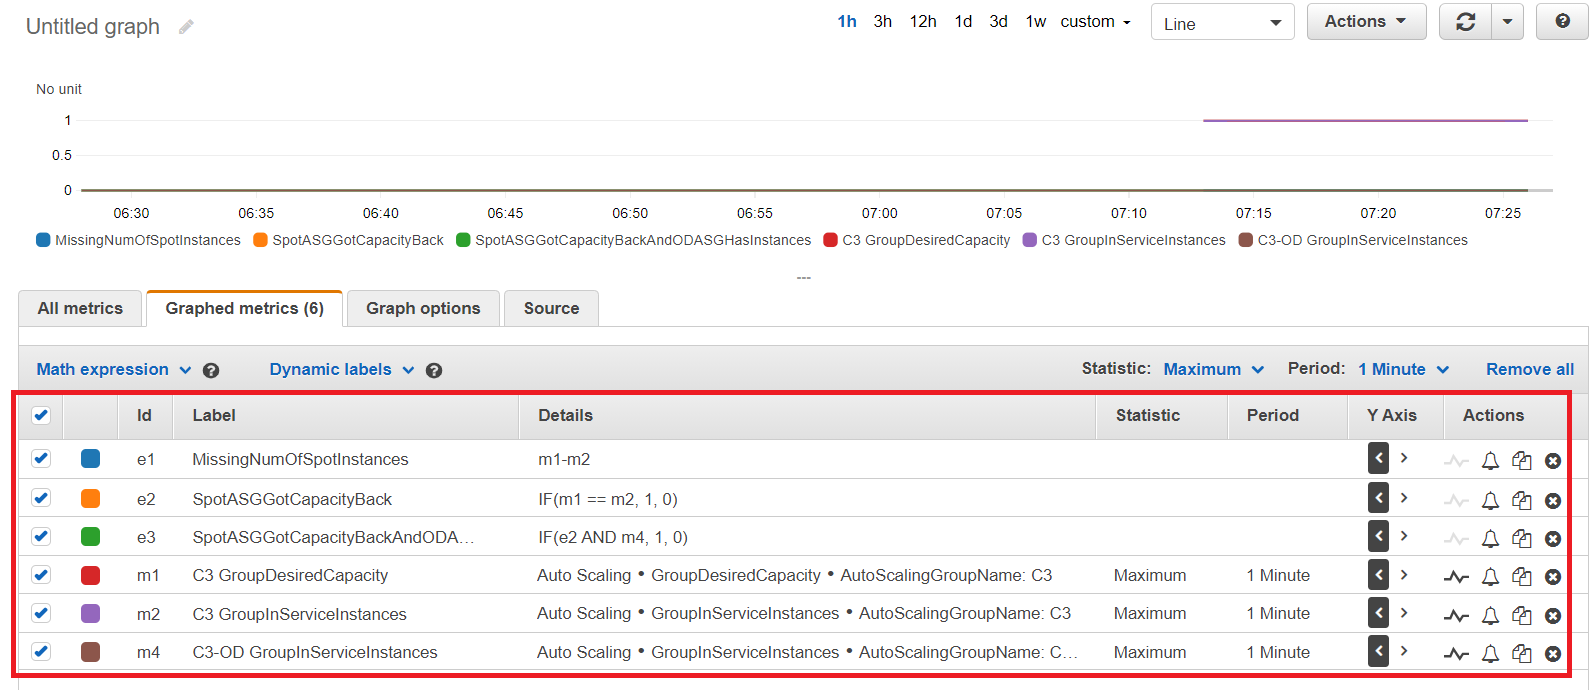 Untitled graph 1h 3h 12h 1d 3d 1w custom Line Actions ?
No unit
1
0.5
0
06:30 06:35 06:40 06:45 06:50 06:55 07:00 07:05 07:10 07:15 07:20 07:25
MissingNumOfSpotInstances SpotASGGotCapacityBack SpotASGGotCapacityBackAndODASGHasInstances C3 GroupDesiredCapacity C3 GroupInServiceInstances C3-OD GroupInServiceInstances
---
All metrics Graphed metrics (6) Graph options Source
Math expression ? Dynamic labels ? Statistic: Maximum Period: 1 Minute Remove all
Id Label Details Statistic Period Y Axis Actions
e1 MissingNumOfSpotInstances m1-m2 < >
e2 SpotASGGotCapacityBack IF(m1 == m2, 1, 0) < >
e3 SpotASGGotCapacityBackAndODA... IF(e2 AND m4, 1, 0) < >
m1 C3 GroupDesiredCapacity Auto Scaling • GroupDesiredCapacity • AutoScalingGroupName: C3 Maximum 1 Minute < >
m2 C3 GroupInServiceInstances Auto Scaling • GroupInServiceInstances • AutoScalingGroupName: C3 Maximum 1 Minute < >
m4 C3-OD GroupInServiceInstances Auto Scaling • GroupInServiceInstances • AutoScalingGroupName: C... Maximum 1 Minute < >